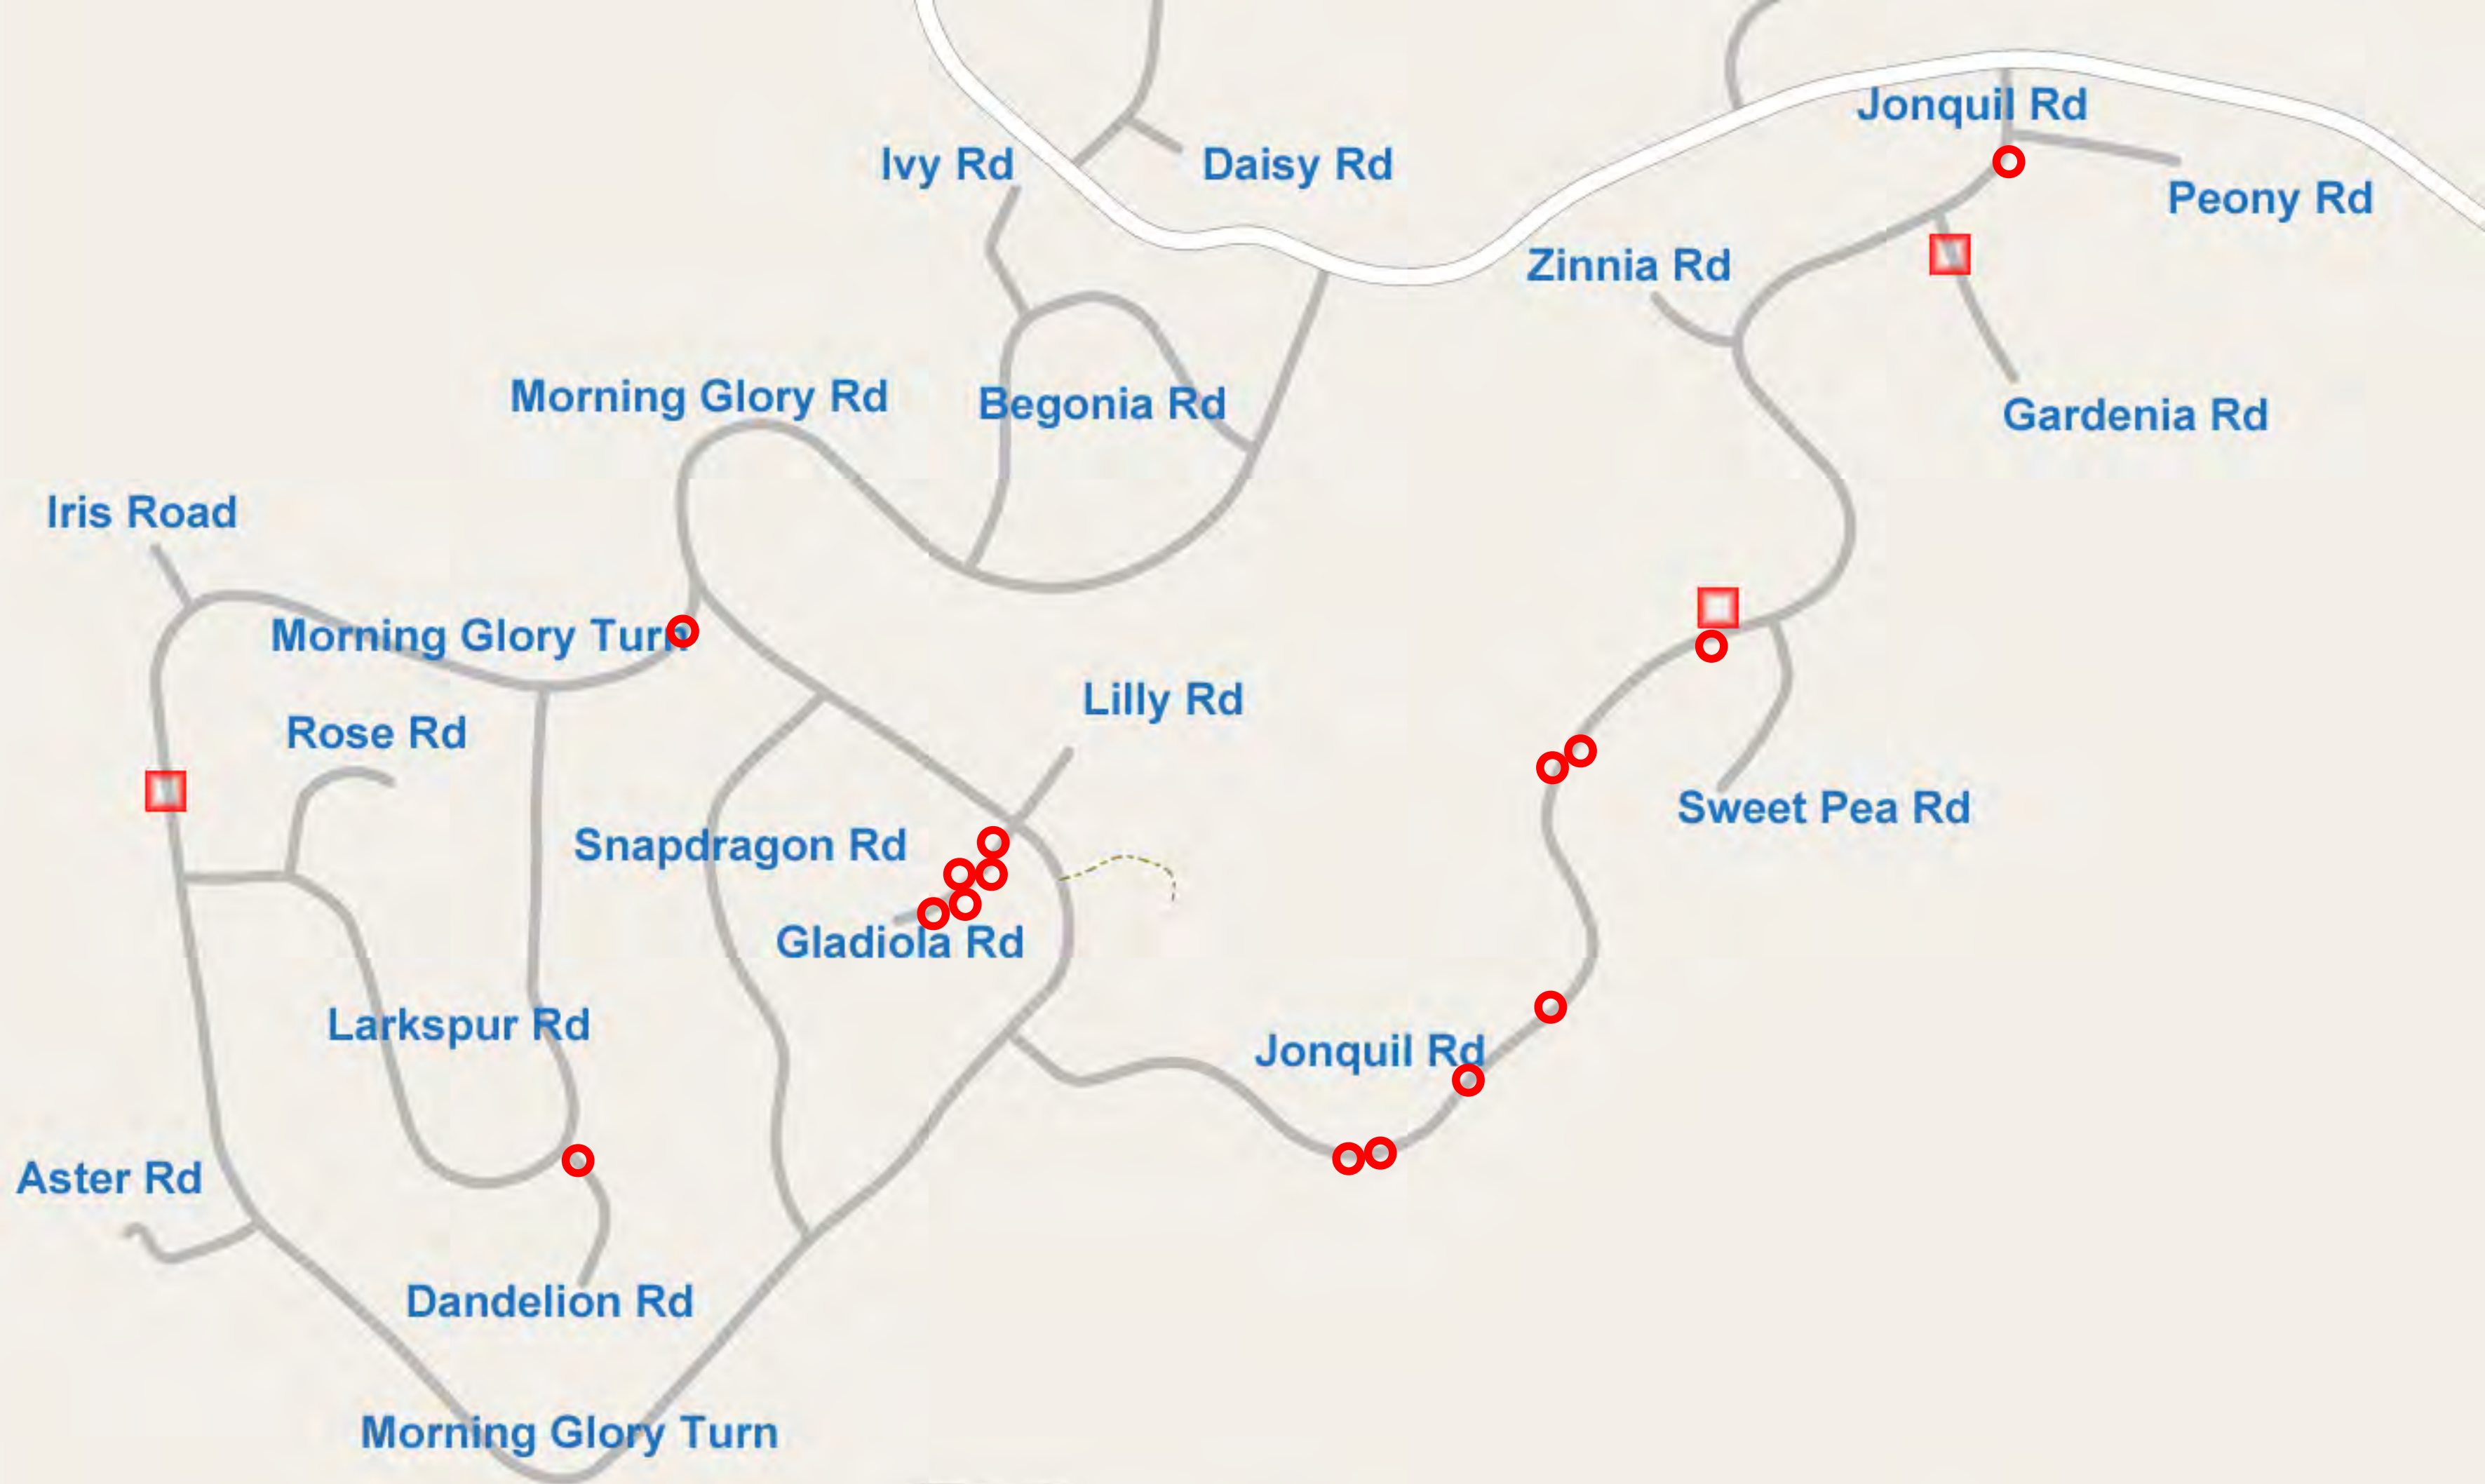 Jonquil Rd
Ivy Rd
Daisy Rd
Peony Rd
Zinnia Rd
Morning Glory Rd
Begonia Rd
Gardenia Rd
Iris Road
Morning Glory Turn
Lilly Rd
Rose Rd
Sweet Pea Rd
Snapdragon Rd
Gladiola Rd
Larkspur Rd
Jonquil Rd
Aster Rd
Dandelion Rd
Morning Glory Turn